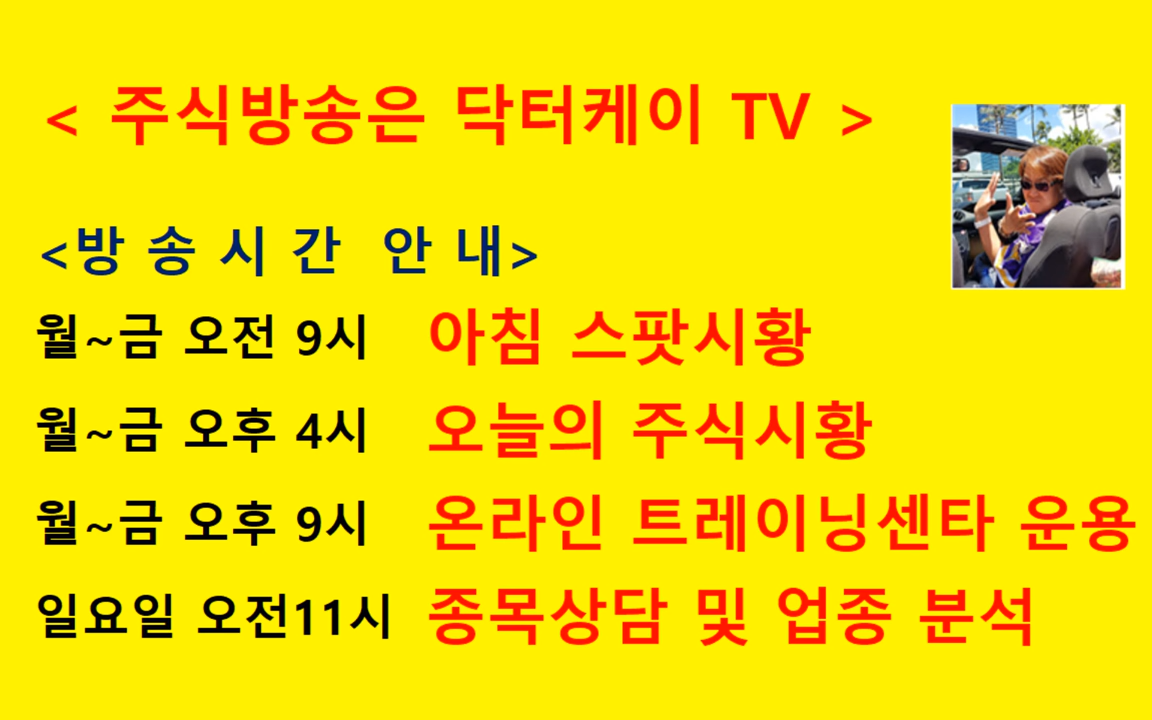 < 주식방송은 닥터케이 TV >
<방 송 시 간 안 내>
월~금 오전 9시 아침 스팟시황
월~금 오후 4시 오늘의 주식시황
월~금 오후 9시 온라인 트레이닝센타 운용
일요일 오전11시 종목상담 및 업종 분석